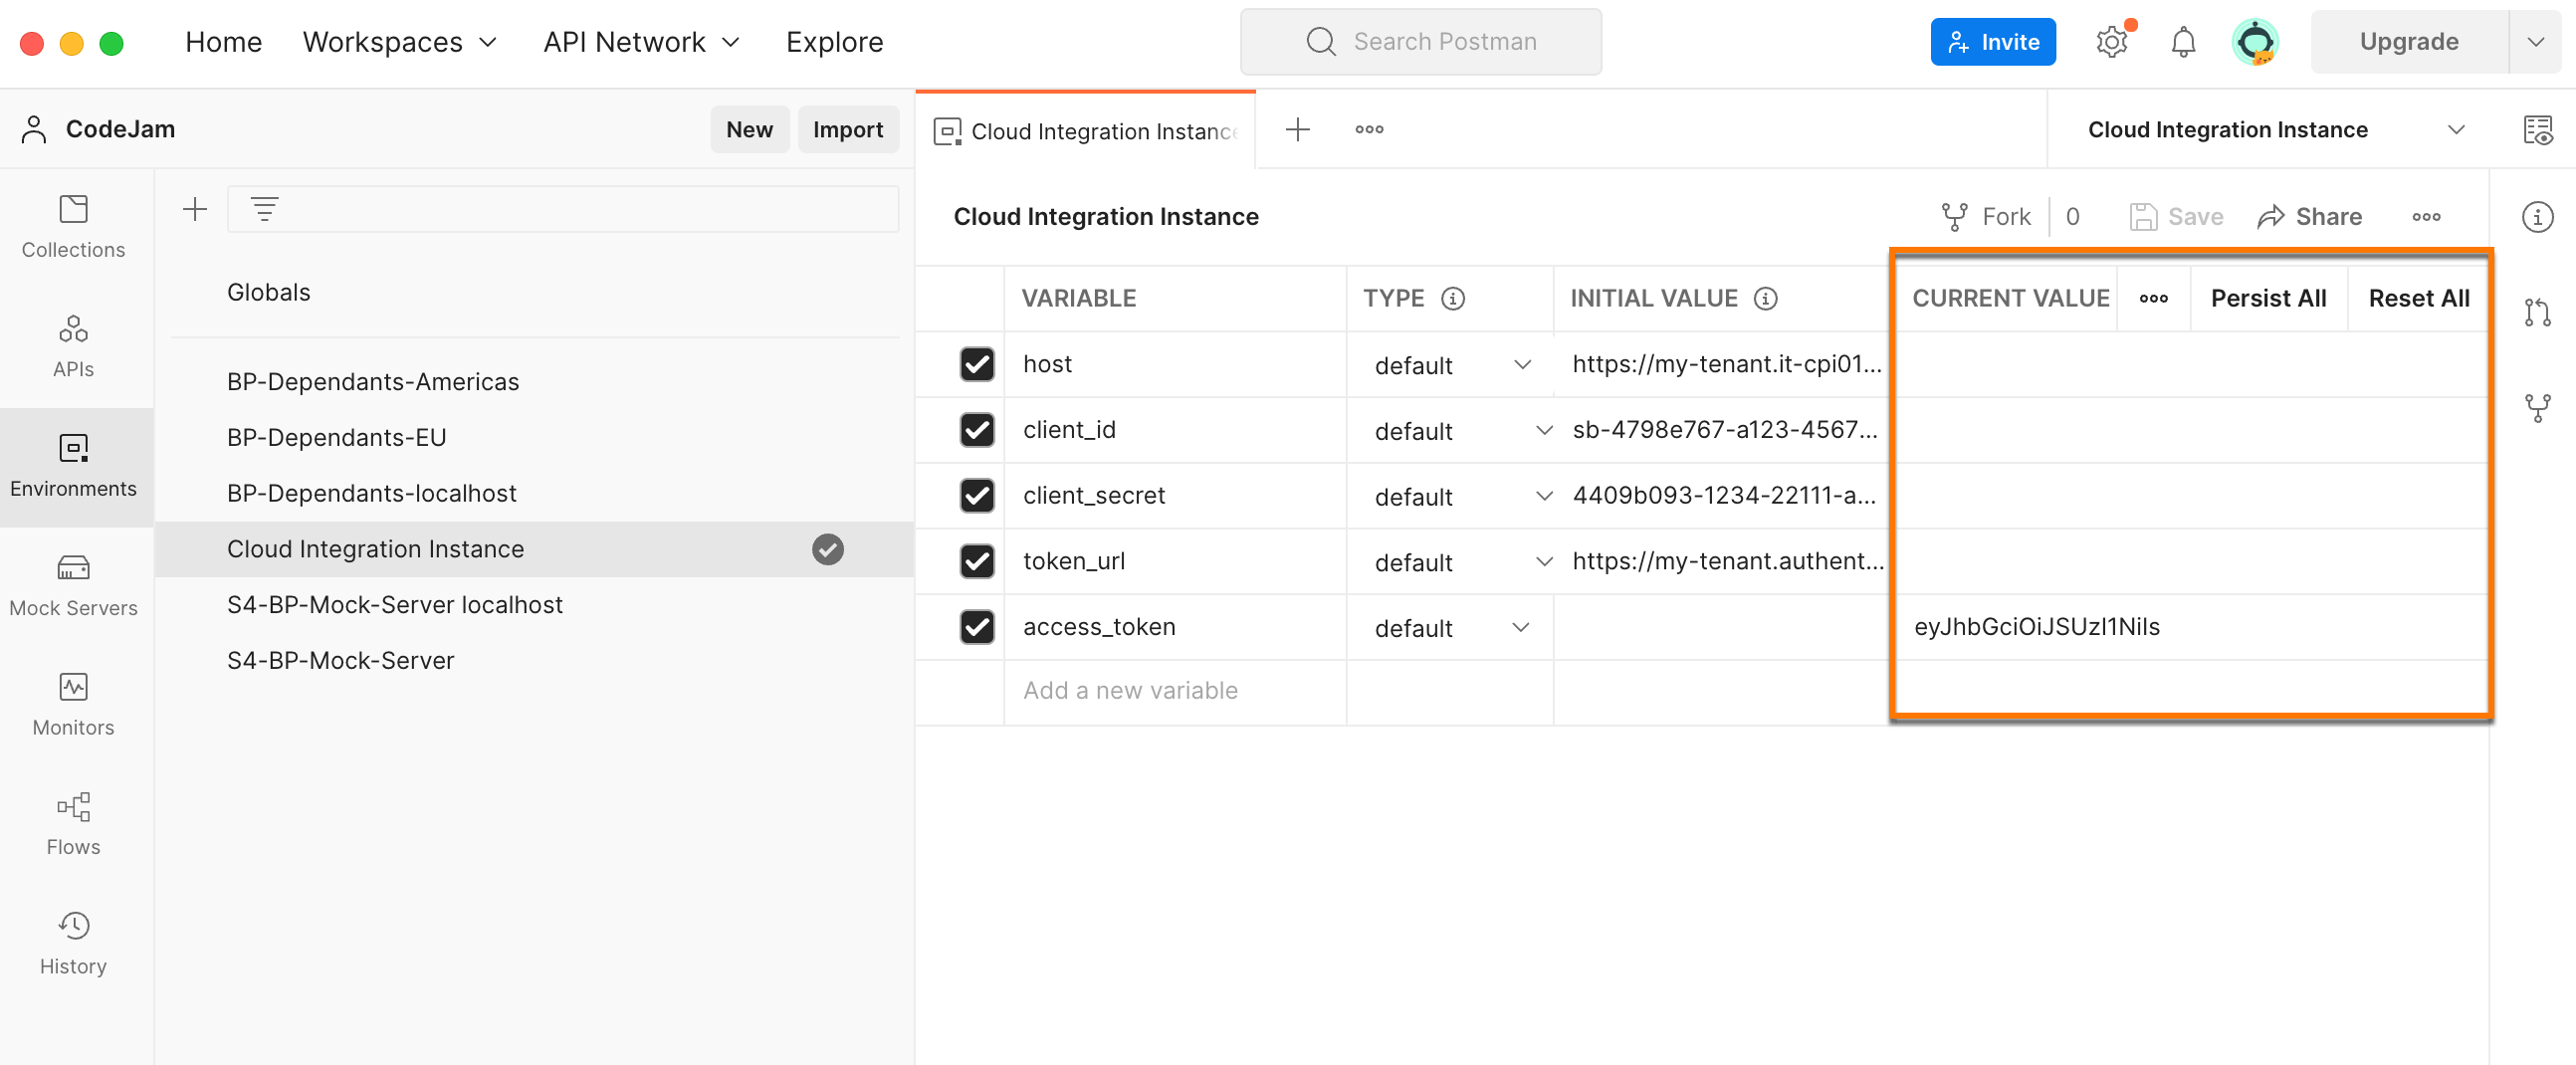 Home Workspaces API Network Explore Search Postman Invite Upgrade
CodeJam New Import Cloud Integration Instance Cloud Integration Instance
Collections
APIs
Environments
Mock Servers
Monitors
Flows
History
Globals
BP-Dependants-Americas
BP-Dependants-EU
BP-Dependants-localhost
Cloud Integration Instance
S4-BP-Mock-Server localhost
S4-BP-Mock-Server
Cloud Integration Instance Fork 0 Save Share
VARIABLE TYPE INITIAL VALUE CURRENT VALUE Persist All Reset All
host default https://my-tenant.it-cpi01...
client_id default sb-4798e767-a123-4567...
client_secret default 4409b093-1234-22111-a...
token_url default https://my-tenant.authent...
access_token default eyJhbGciOiJSUzI1NiIs
Add a new variable